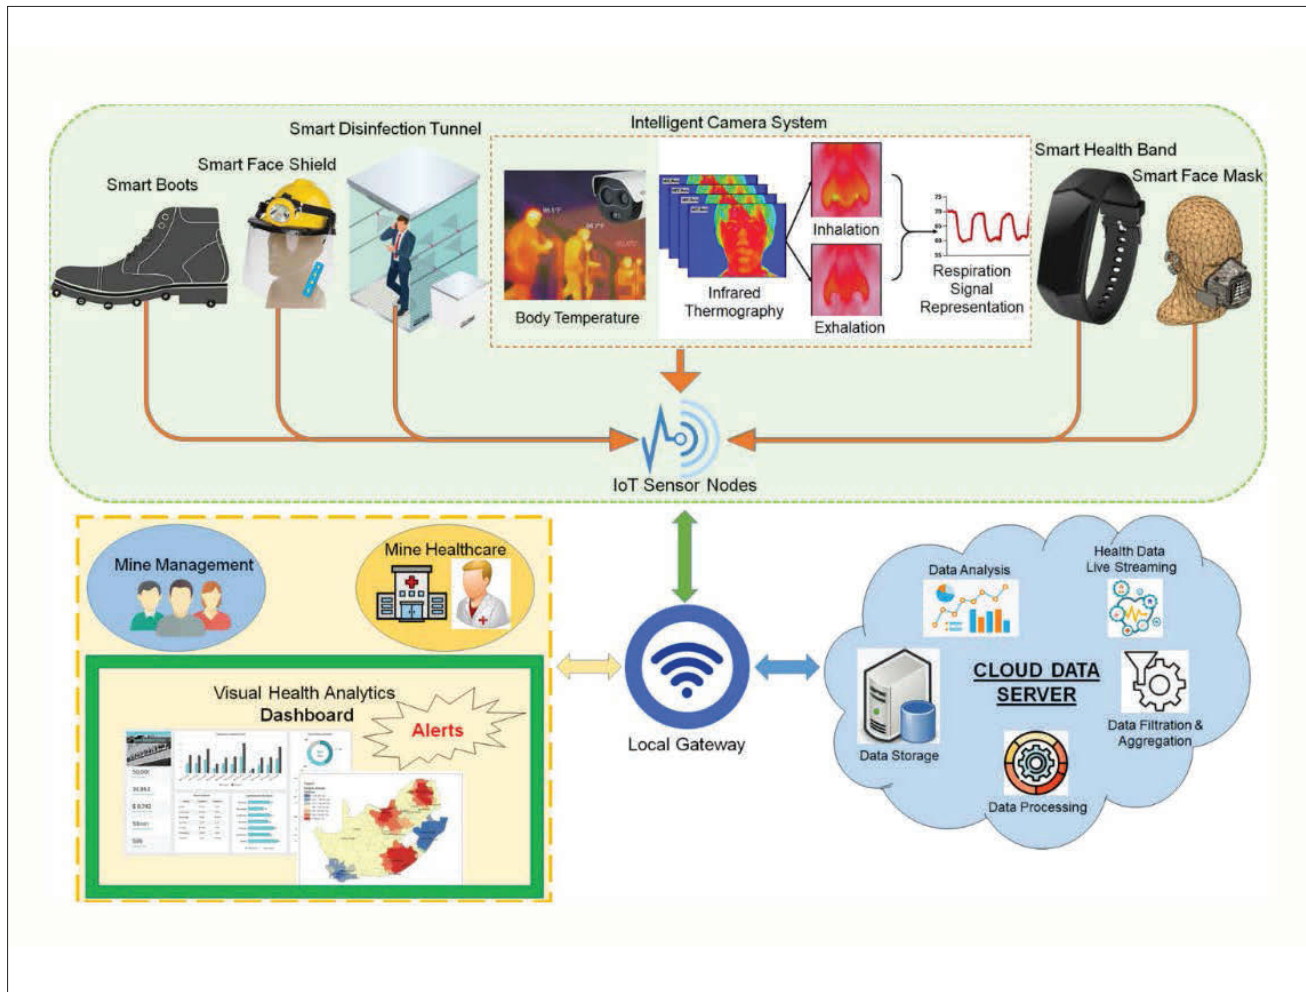 Intelligent Camera System
Smart Disinfection Tunnel
Smart Face Shield
Smart Boots
Smart Health Band
Smart Face Mask
Body Temperature
Infrared
Thermography
Inhalation
Exhalation
Respiration
Signal
Representation
IoT Sensor Nodes
Mine Management
Mine Healthcare
Visual Health Analytics
Dashboard
Alerts
Local Gateway
Data Analysis
Health Data
Live Streaming
CLOUD DATA
SERVER
Data Storage
Data Filtration &
Aggregation
Data Processing